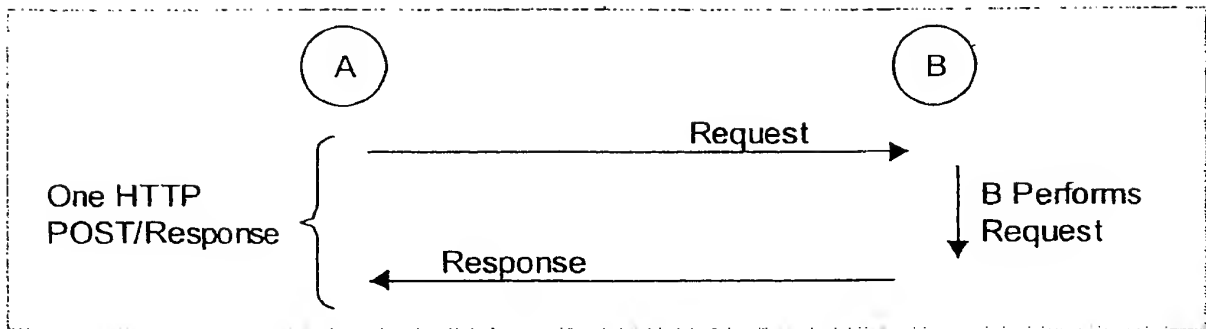 A
B
Request
One HTTP
POST/Response
B Performs
Request
Response